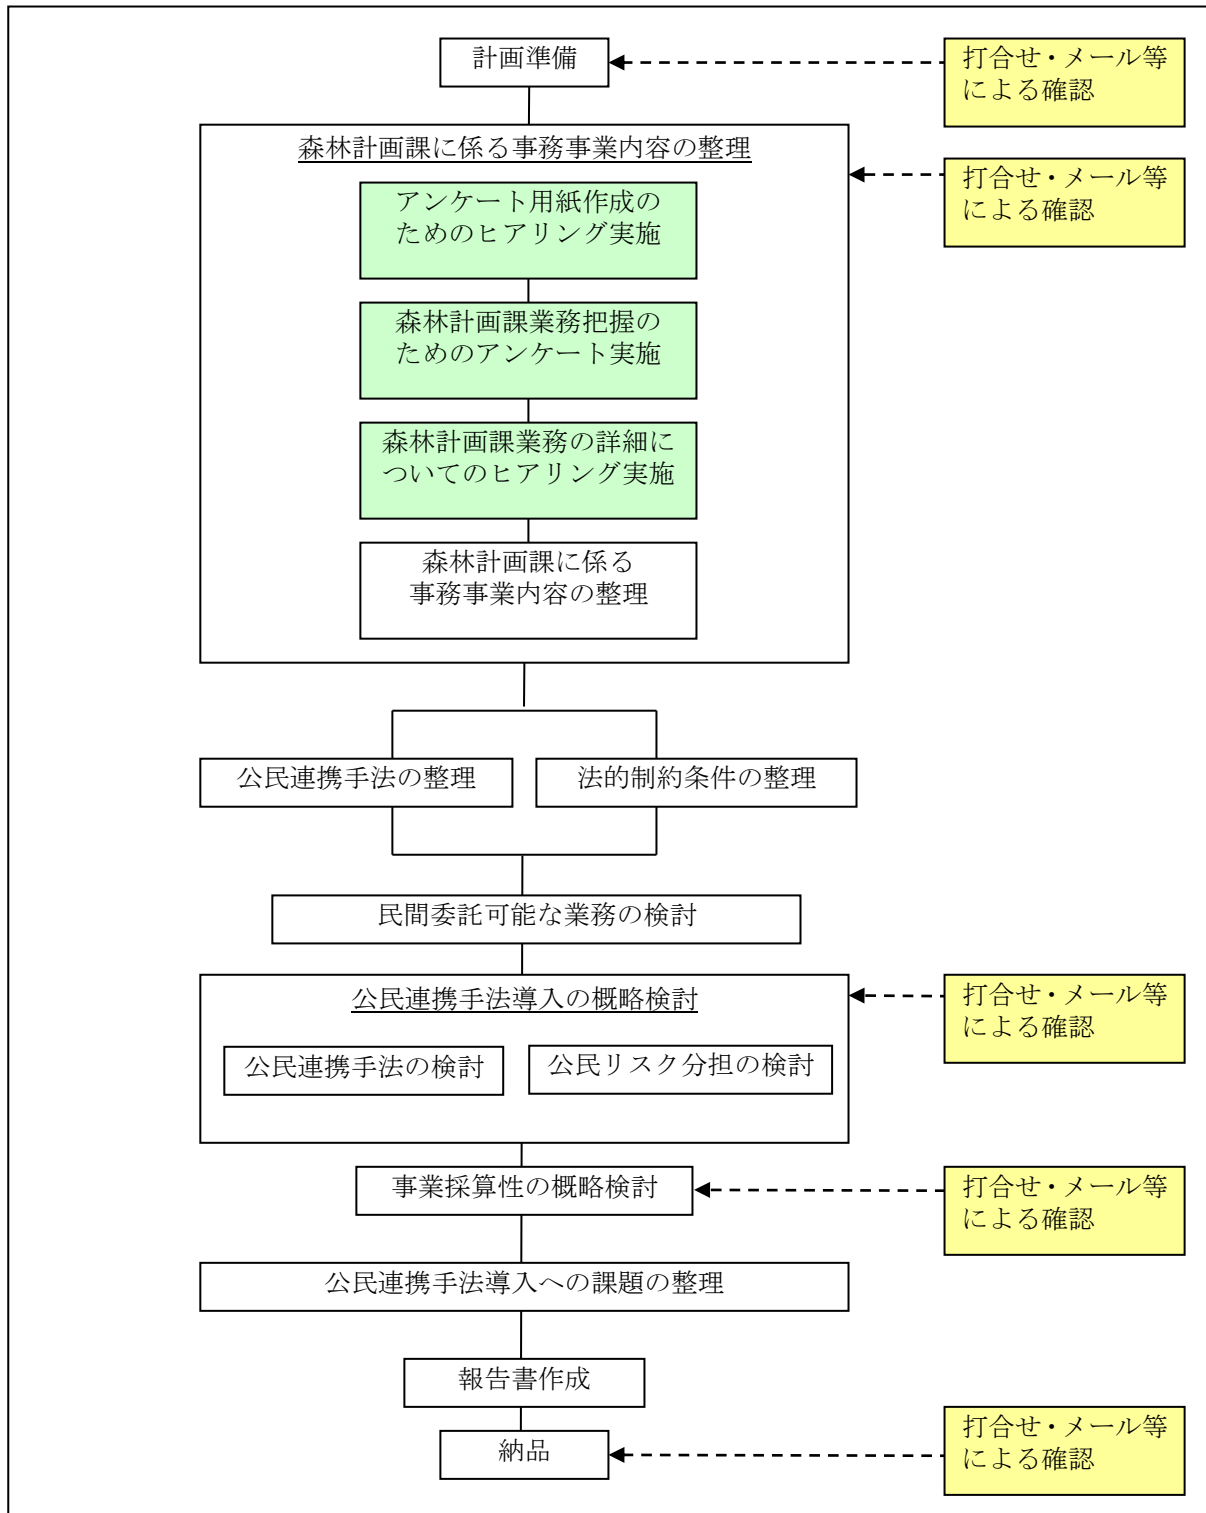 計画準備
打合せ・メール等
による確認
森林計画課に係る事務事業内容の整理
打合せ・メール等
による確認
アンケート用紙作成の
ためのヒアリング実施
森林計画課業務把握の
ためのアンケート実施
森林計画課業務の詳細に
ついてのヒアリング実施
森林計画課に係る
事務事業内容の整理
公民連携手法の整理
法的制約条件の整理
民間委託可能な業務の検討
公民連携手法導入の概略検討
打合せ・メール等
による確認
公民連携手法の検討
公民リスク分担の検討
事業採算性の概略検討
打合せ・メール等
による確認
公民連携手法導入への課題の整理
報告書作成
納品
打合せ・メール等
による確認